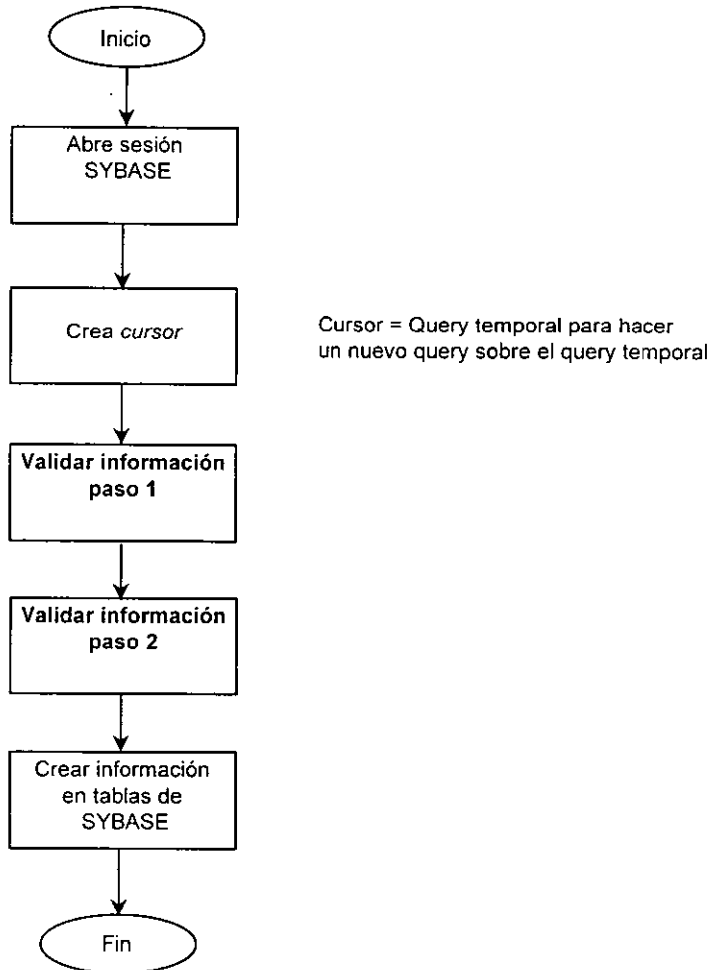 Inicio
Abre sesión
SYBASE
Crea cursor
Cursor = Query temporal para hacer
un nuevo query sobre el query temporal
Validar información
paso 1
Validar información
paso 2
Crear información
en tablas de
SYBASE
Fin